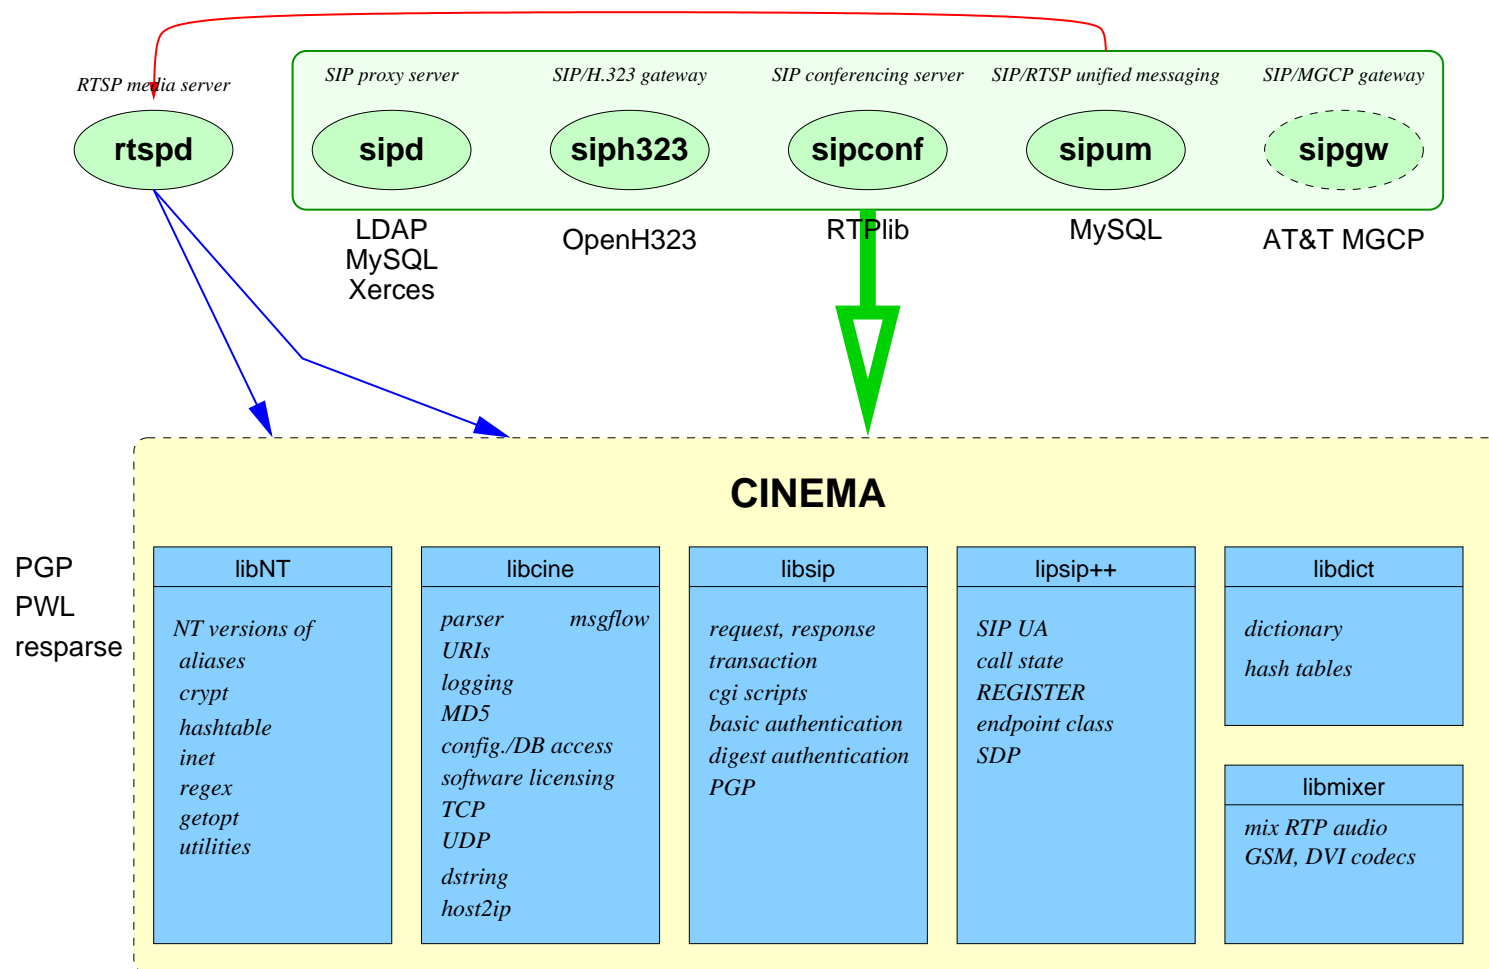 RTSP media server
SIP proxy server
SIP/H.323 gateway
SIP conferencing server
SIP/RTSP unified messaging
SIP/MGCP gateway
rtspd
sipd
siph323
sipconf
sipum
sipgw
LDAP
MySQL
Xerces
OpenH323
RTPlib
MySQL
AT&T MGCP
CINEMA
PGP
PWL
resparse
libNT
NT versions of
aliases
crypt
hashtable
inet
regex
getopt
utilities
libcine
parser msgflow
URIs
logging
MD5
config./DB access
software licensing
TCP
UDP
dstring
host2ip
libsip
request, response
transaction
cgi scripts
basic authentication
digest authentication
PGP
lipsip++
SIP UA
call state
REGISTER
endpoint class
SDP
libdict
dictionary
hash tables
libmixer
mix RTP audio
GSM, DVI codecs